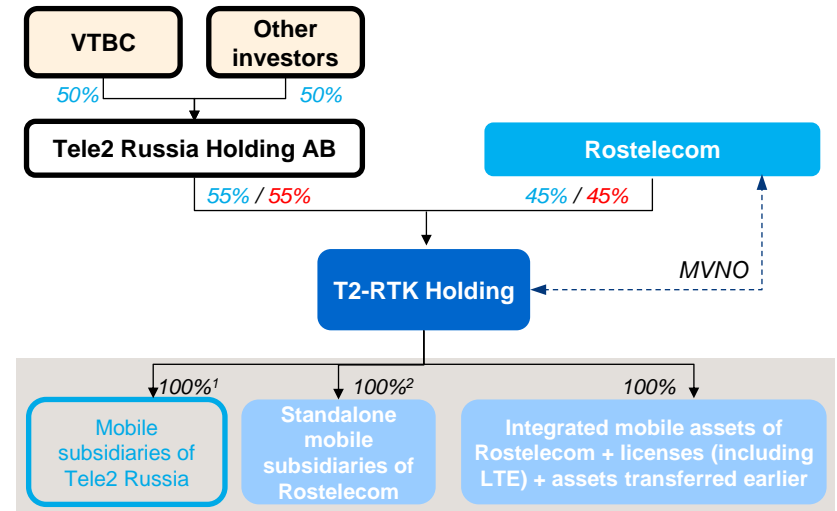 VTBC
Other
investors
50%
50%
Tele2 Russia Holding AB
Rostelecom
55% / 55%
45% / 45%
T2-RTK Holding
MVNO
100%¹
100%²
100%
Mobile
subsidiaries of
Tele2 Russia
Standalone
mobile
subsidiaries of
Rostelecom
Integrated mobile assets of
Rostelecom + licenses (including
LTE) + assets transferred earlier